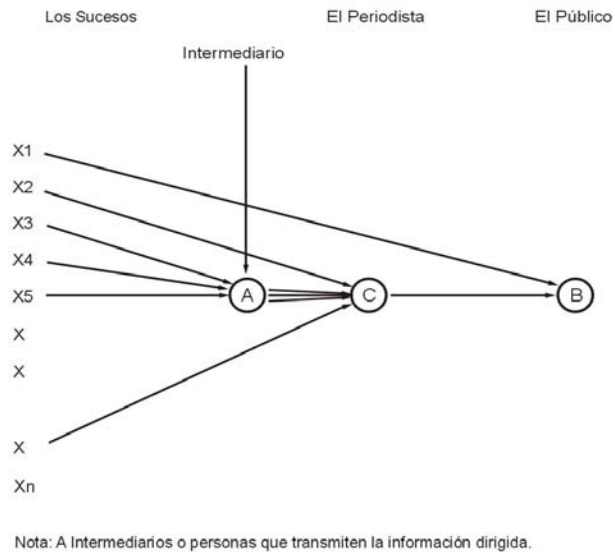 Los Sucesos El Periodista El Público
Intermediario
X1
X2
X3
X4
X5 A C B
X
X
X
Xn
Nota: A Intermediarios o personas que transmiten la información dirigida.